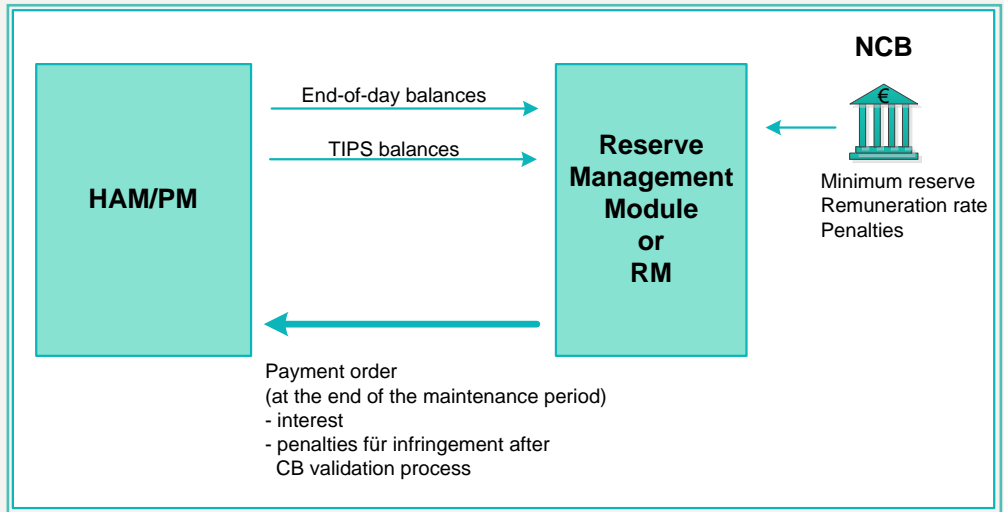 NCB
End-of-day balances
€
TIPS balances
HAM/PM
Reserve
Management
Module
or
RM
Minimum reserve
Remuneration rate
Penalties
Payment order
(at the end of the maintenance period)
- interest
- penalties für infringement after
CB validation process